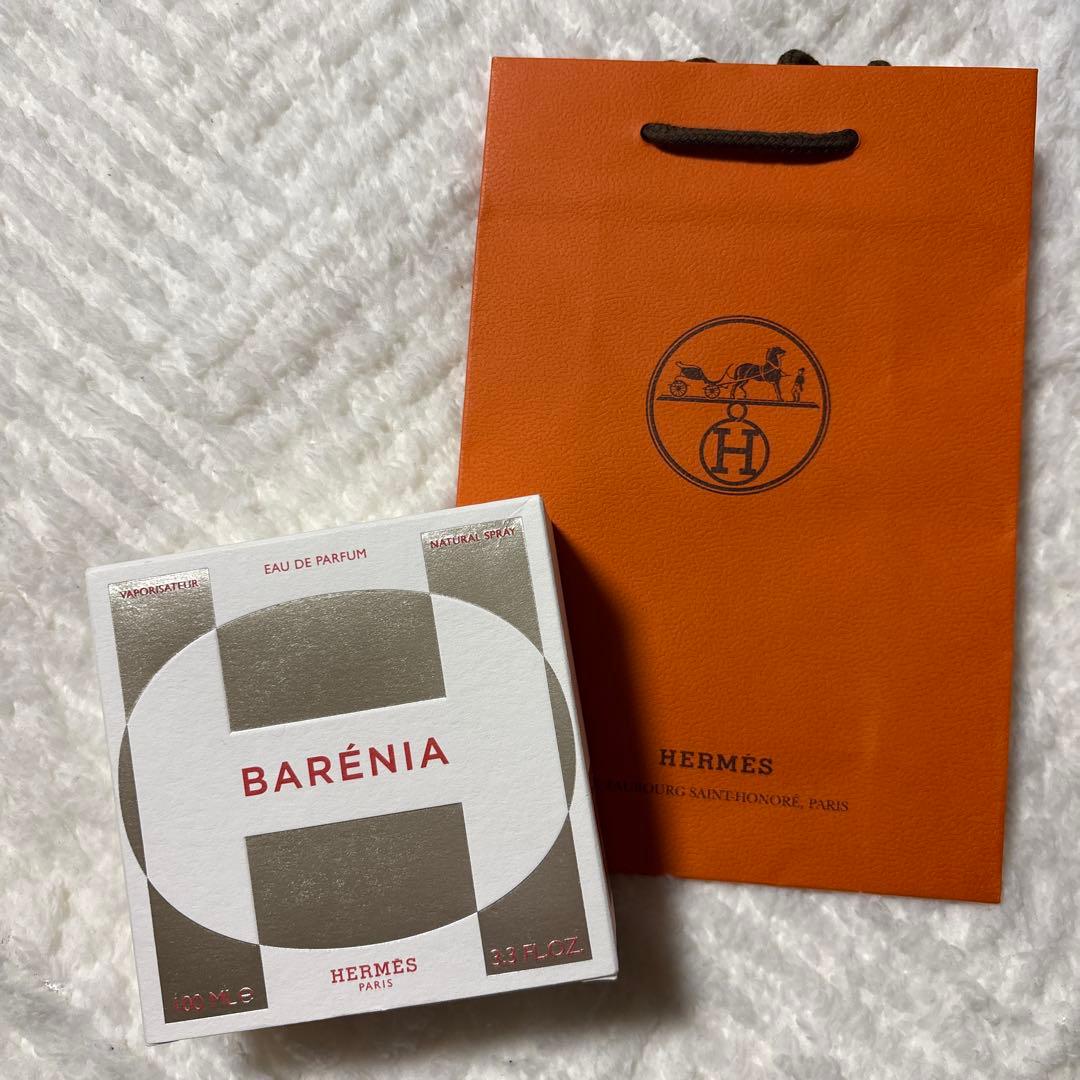 VAPORISATEUR
EAU DE PARFUM
NATURAL SPRAY
BARÉNIA
HERMÈS
PARIS
100 ML℮
3.3 FL.OZ.
H
HERMÈS
FAUBOURG SAINT-HONORÉ, PARIS